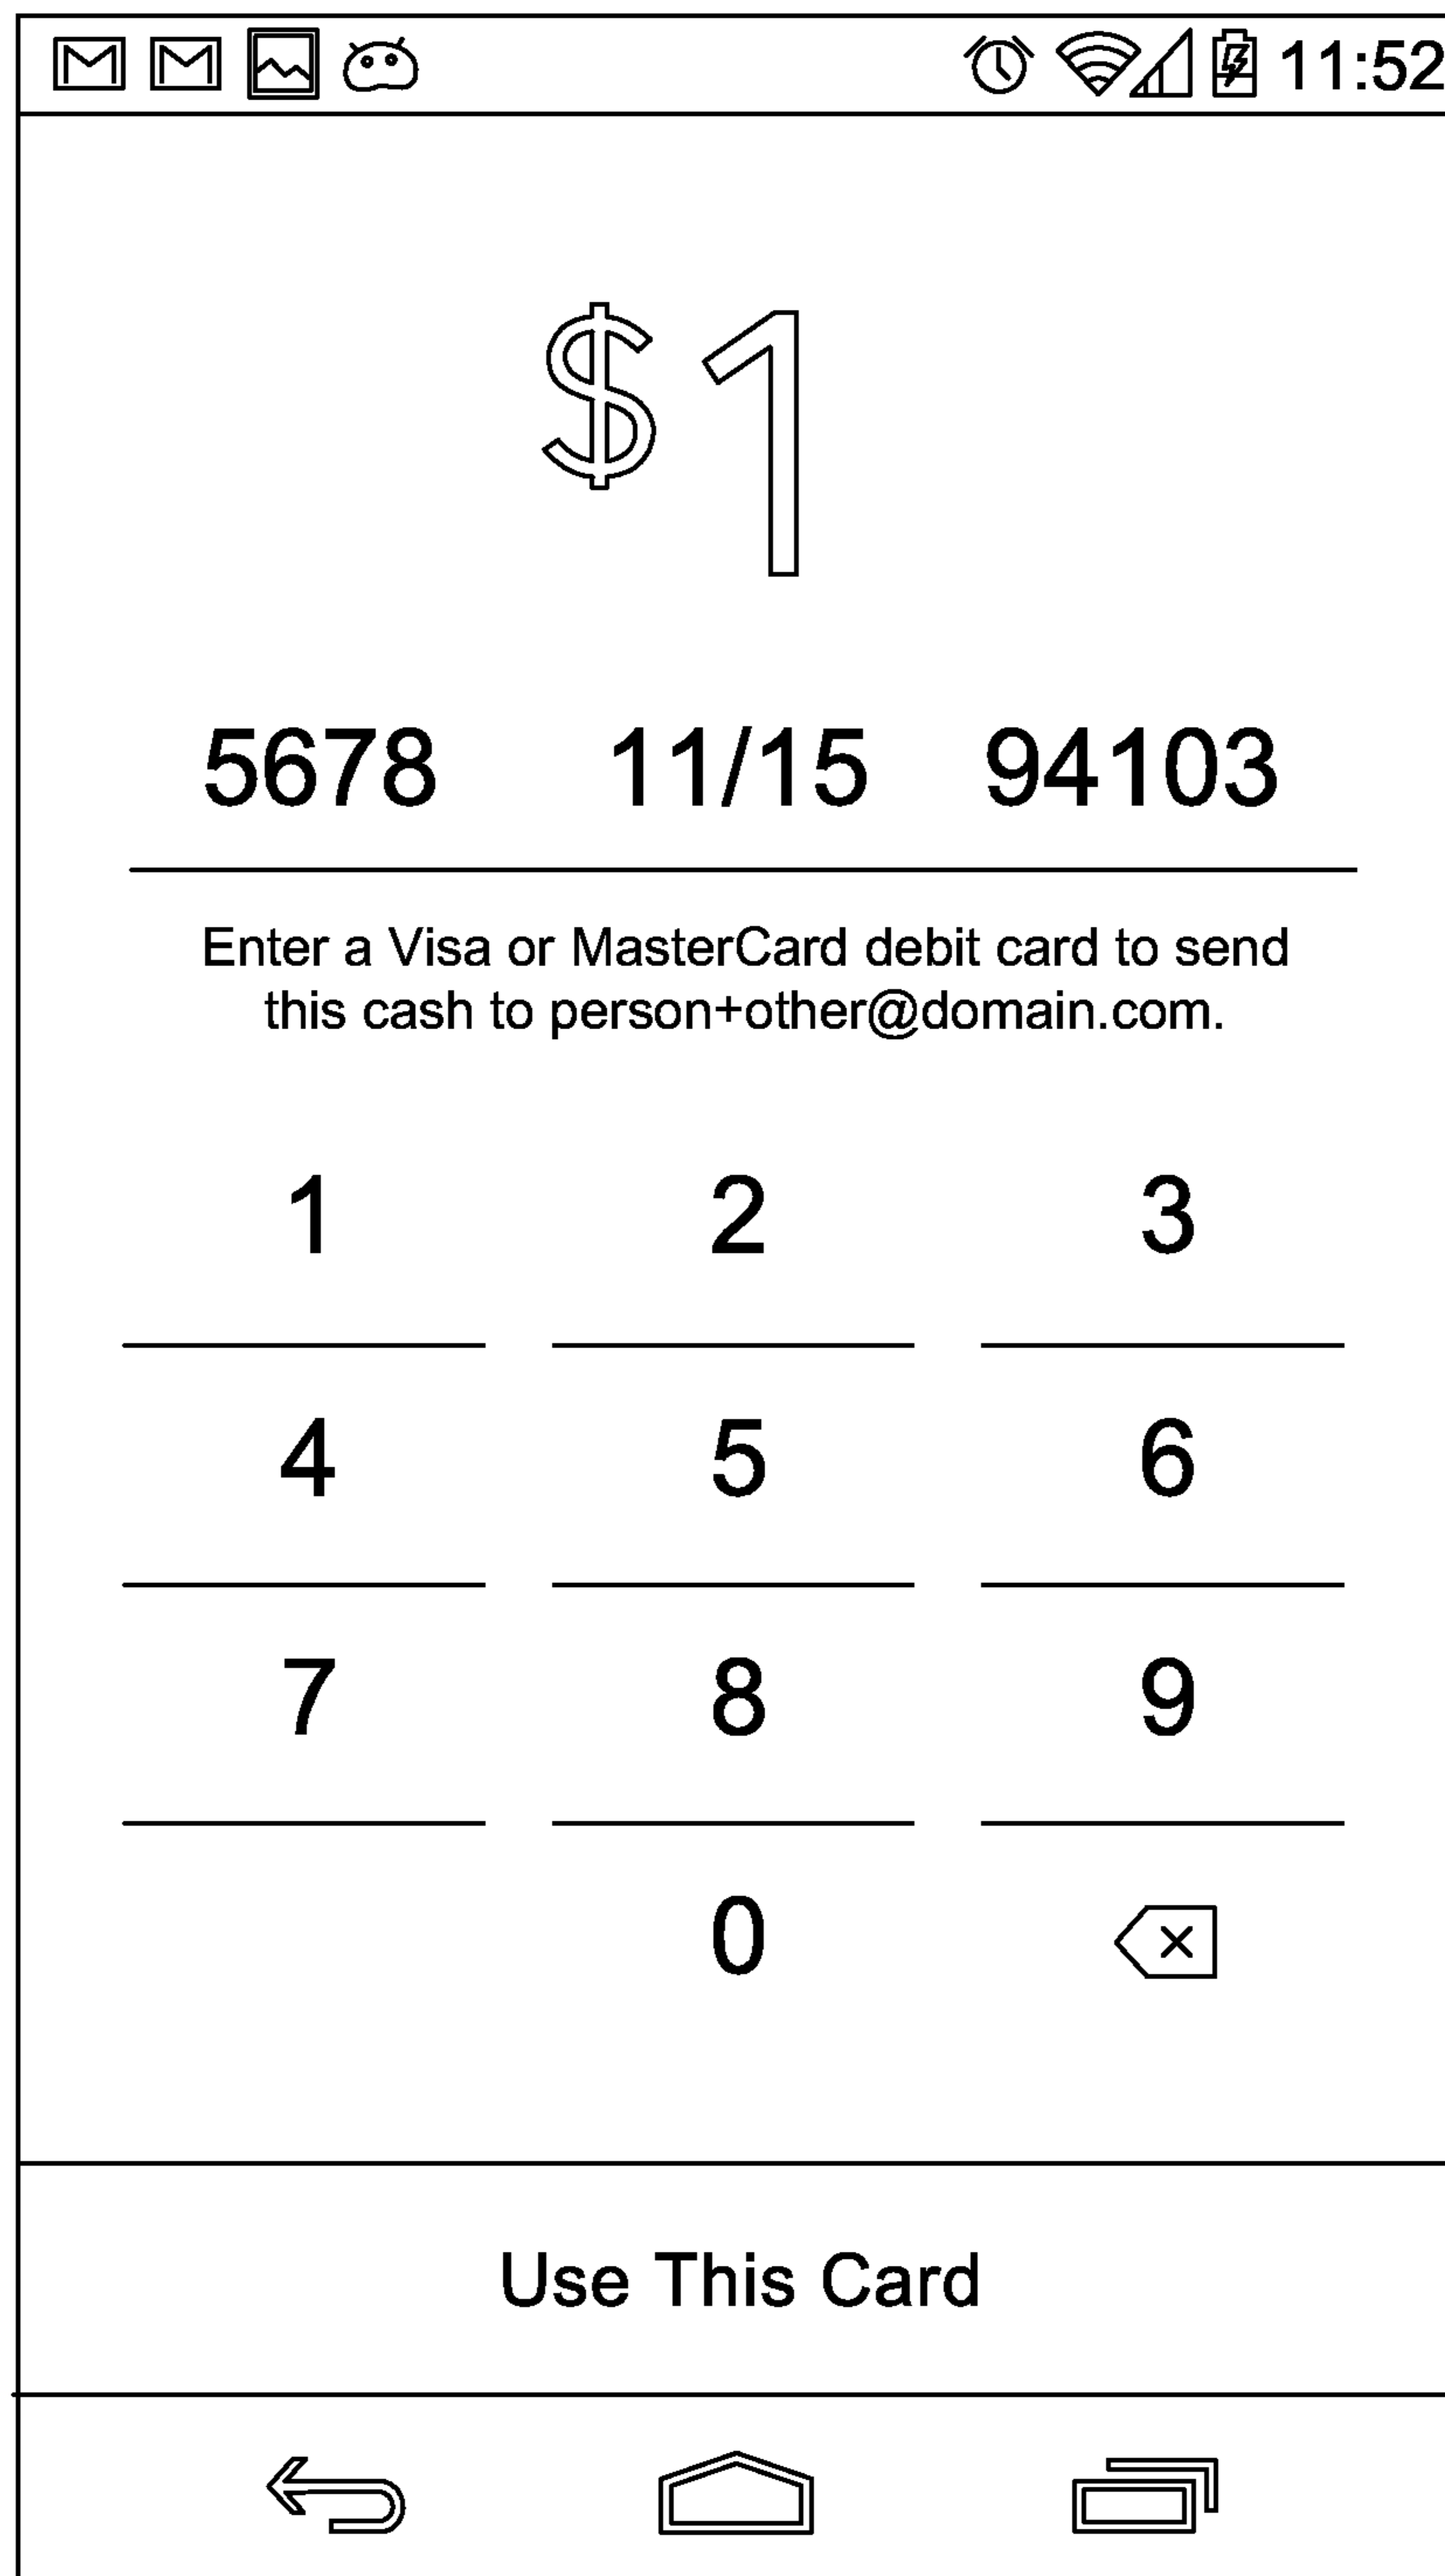 11:52
$1
5678 11/15 94103
Enter a Visa or MasterCard debit card to send
this cash to person+other@domain.com.
1 2 3
4 5 6
7 8 9
0
Use This Card